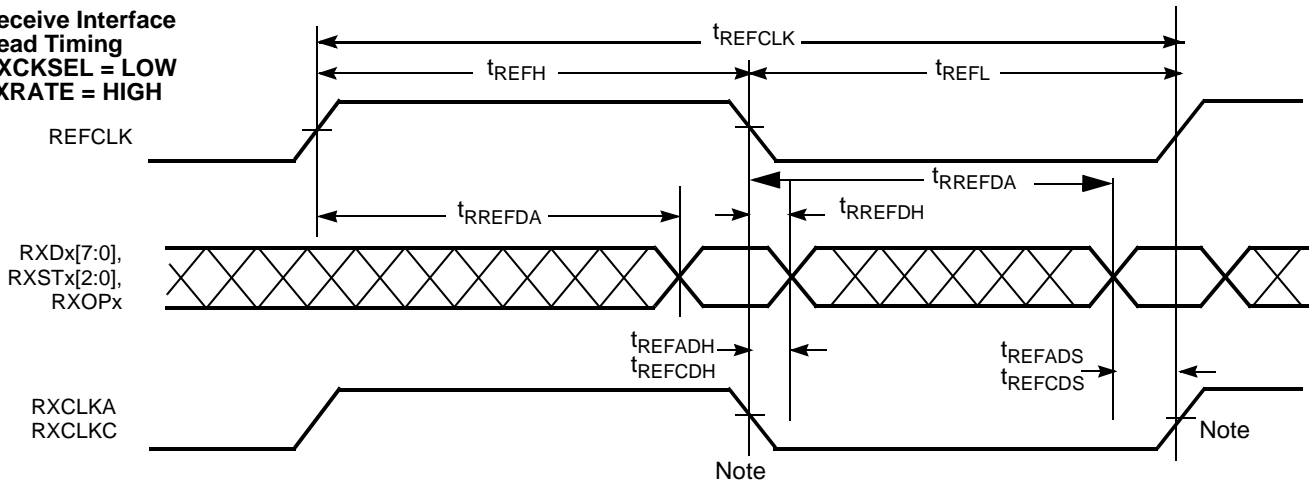 eceive Interface
ead Timing
XCKSEL = LOW
XRATE = HIGH
tREFCLK
tREFH
tREFL
REFCLK
tRREFDA
tRREFDA
tRREFDH
RXDx[7:0],
RXSTx[2:0],
RXOPx
tREFADH
tREFCDH
tREFADS
tREFCDS
RXCLKA
RXCLKC
Note
Note